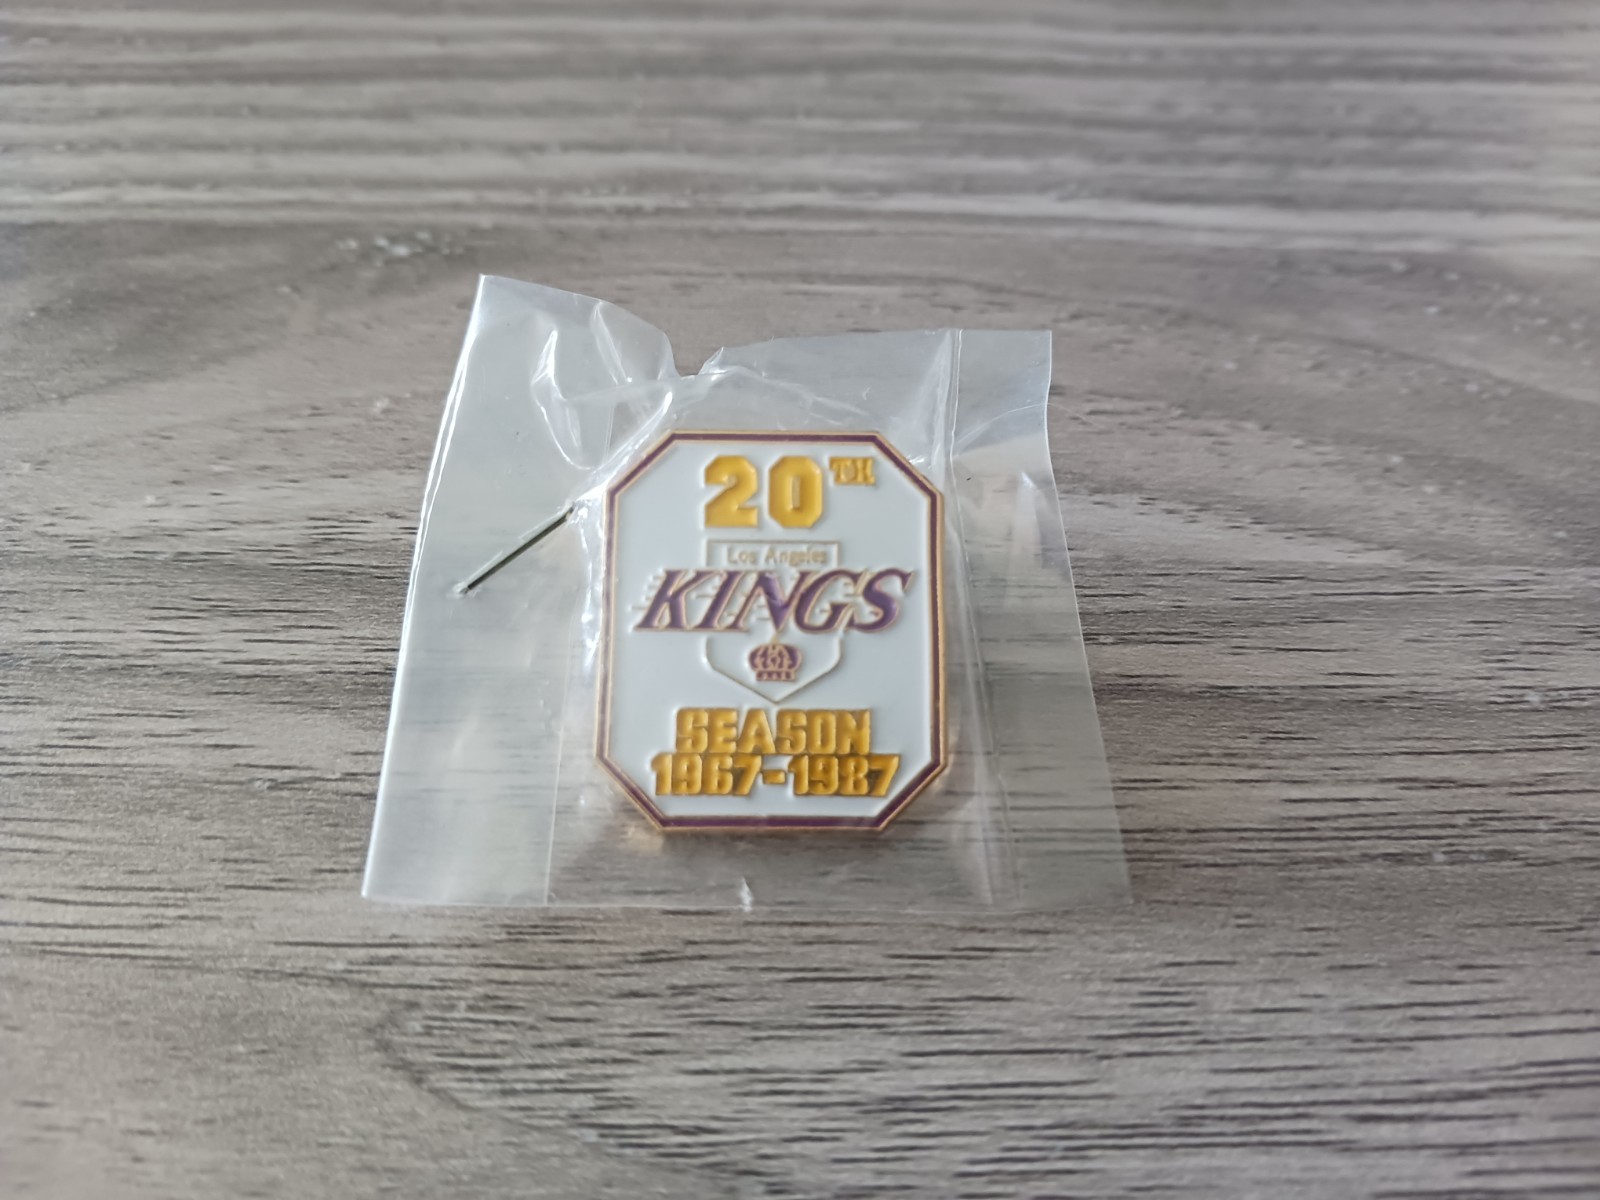 20TH
Los Angeles
KINGS
SEASON
1967-1987